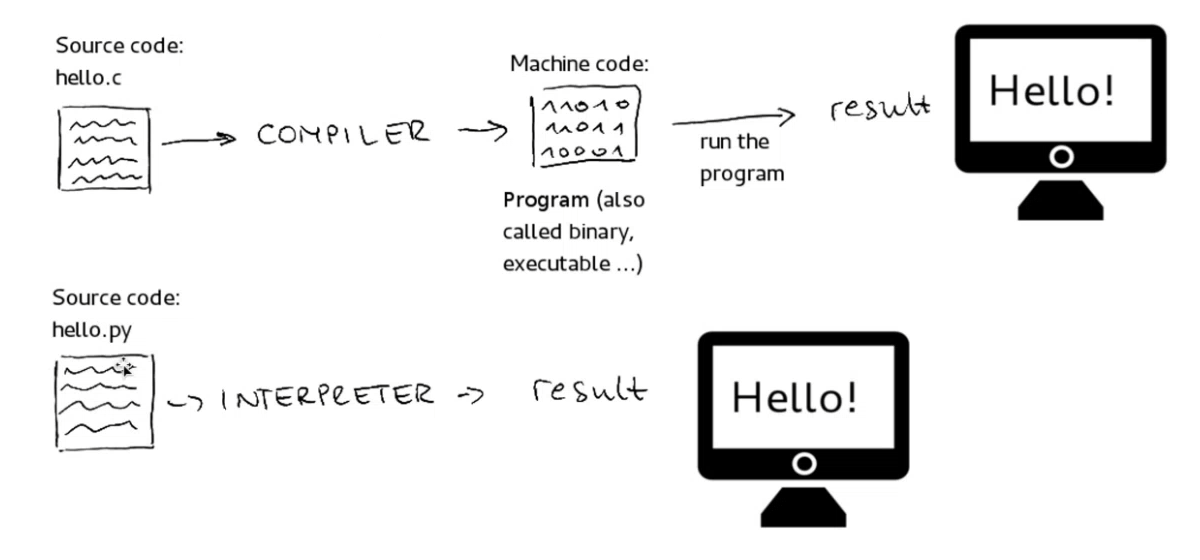 Source code:
hello.c
COMPILER
Machine code:
11010
11011
10001
Program (also
called binary,
executable ...)
run the
program
result
Hello!
Source code:
hello.py
INTERPRETER
result
Hello!